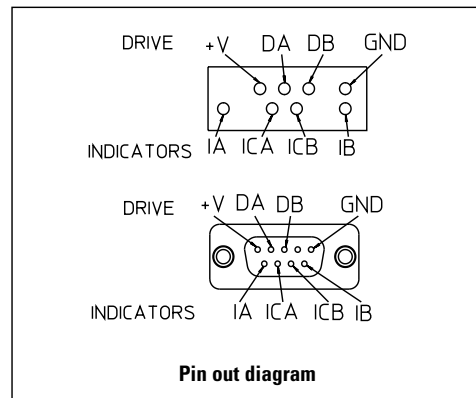 DRIVE +V DA DB GND
INDICATORS IA ICA ICB IB
DRIVE +V DA DB GND
INDICATORS IA ICA ICB IB
Pin out diagram